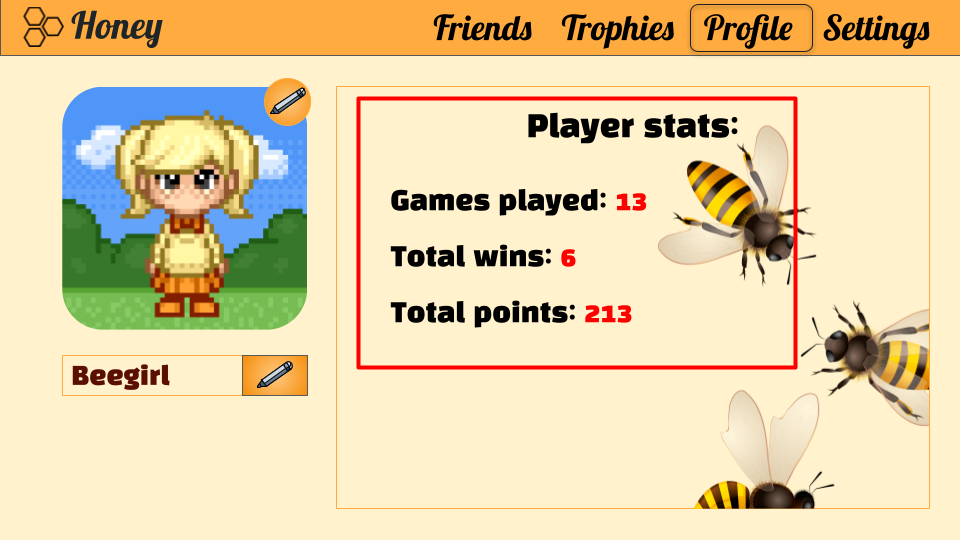 Honey
Friends Trophies Profile Settings
Player stats:
Games played: 13
Total wins: 6
Total points: 213
Beegirl